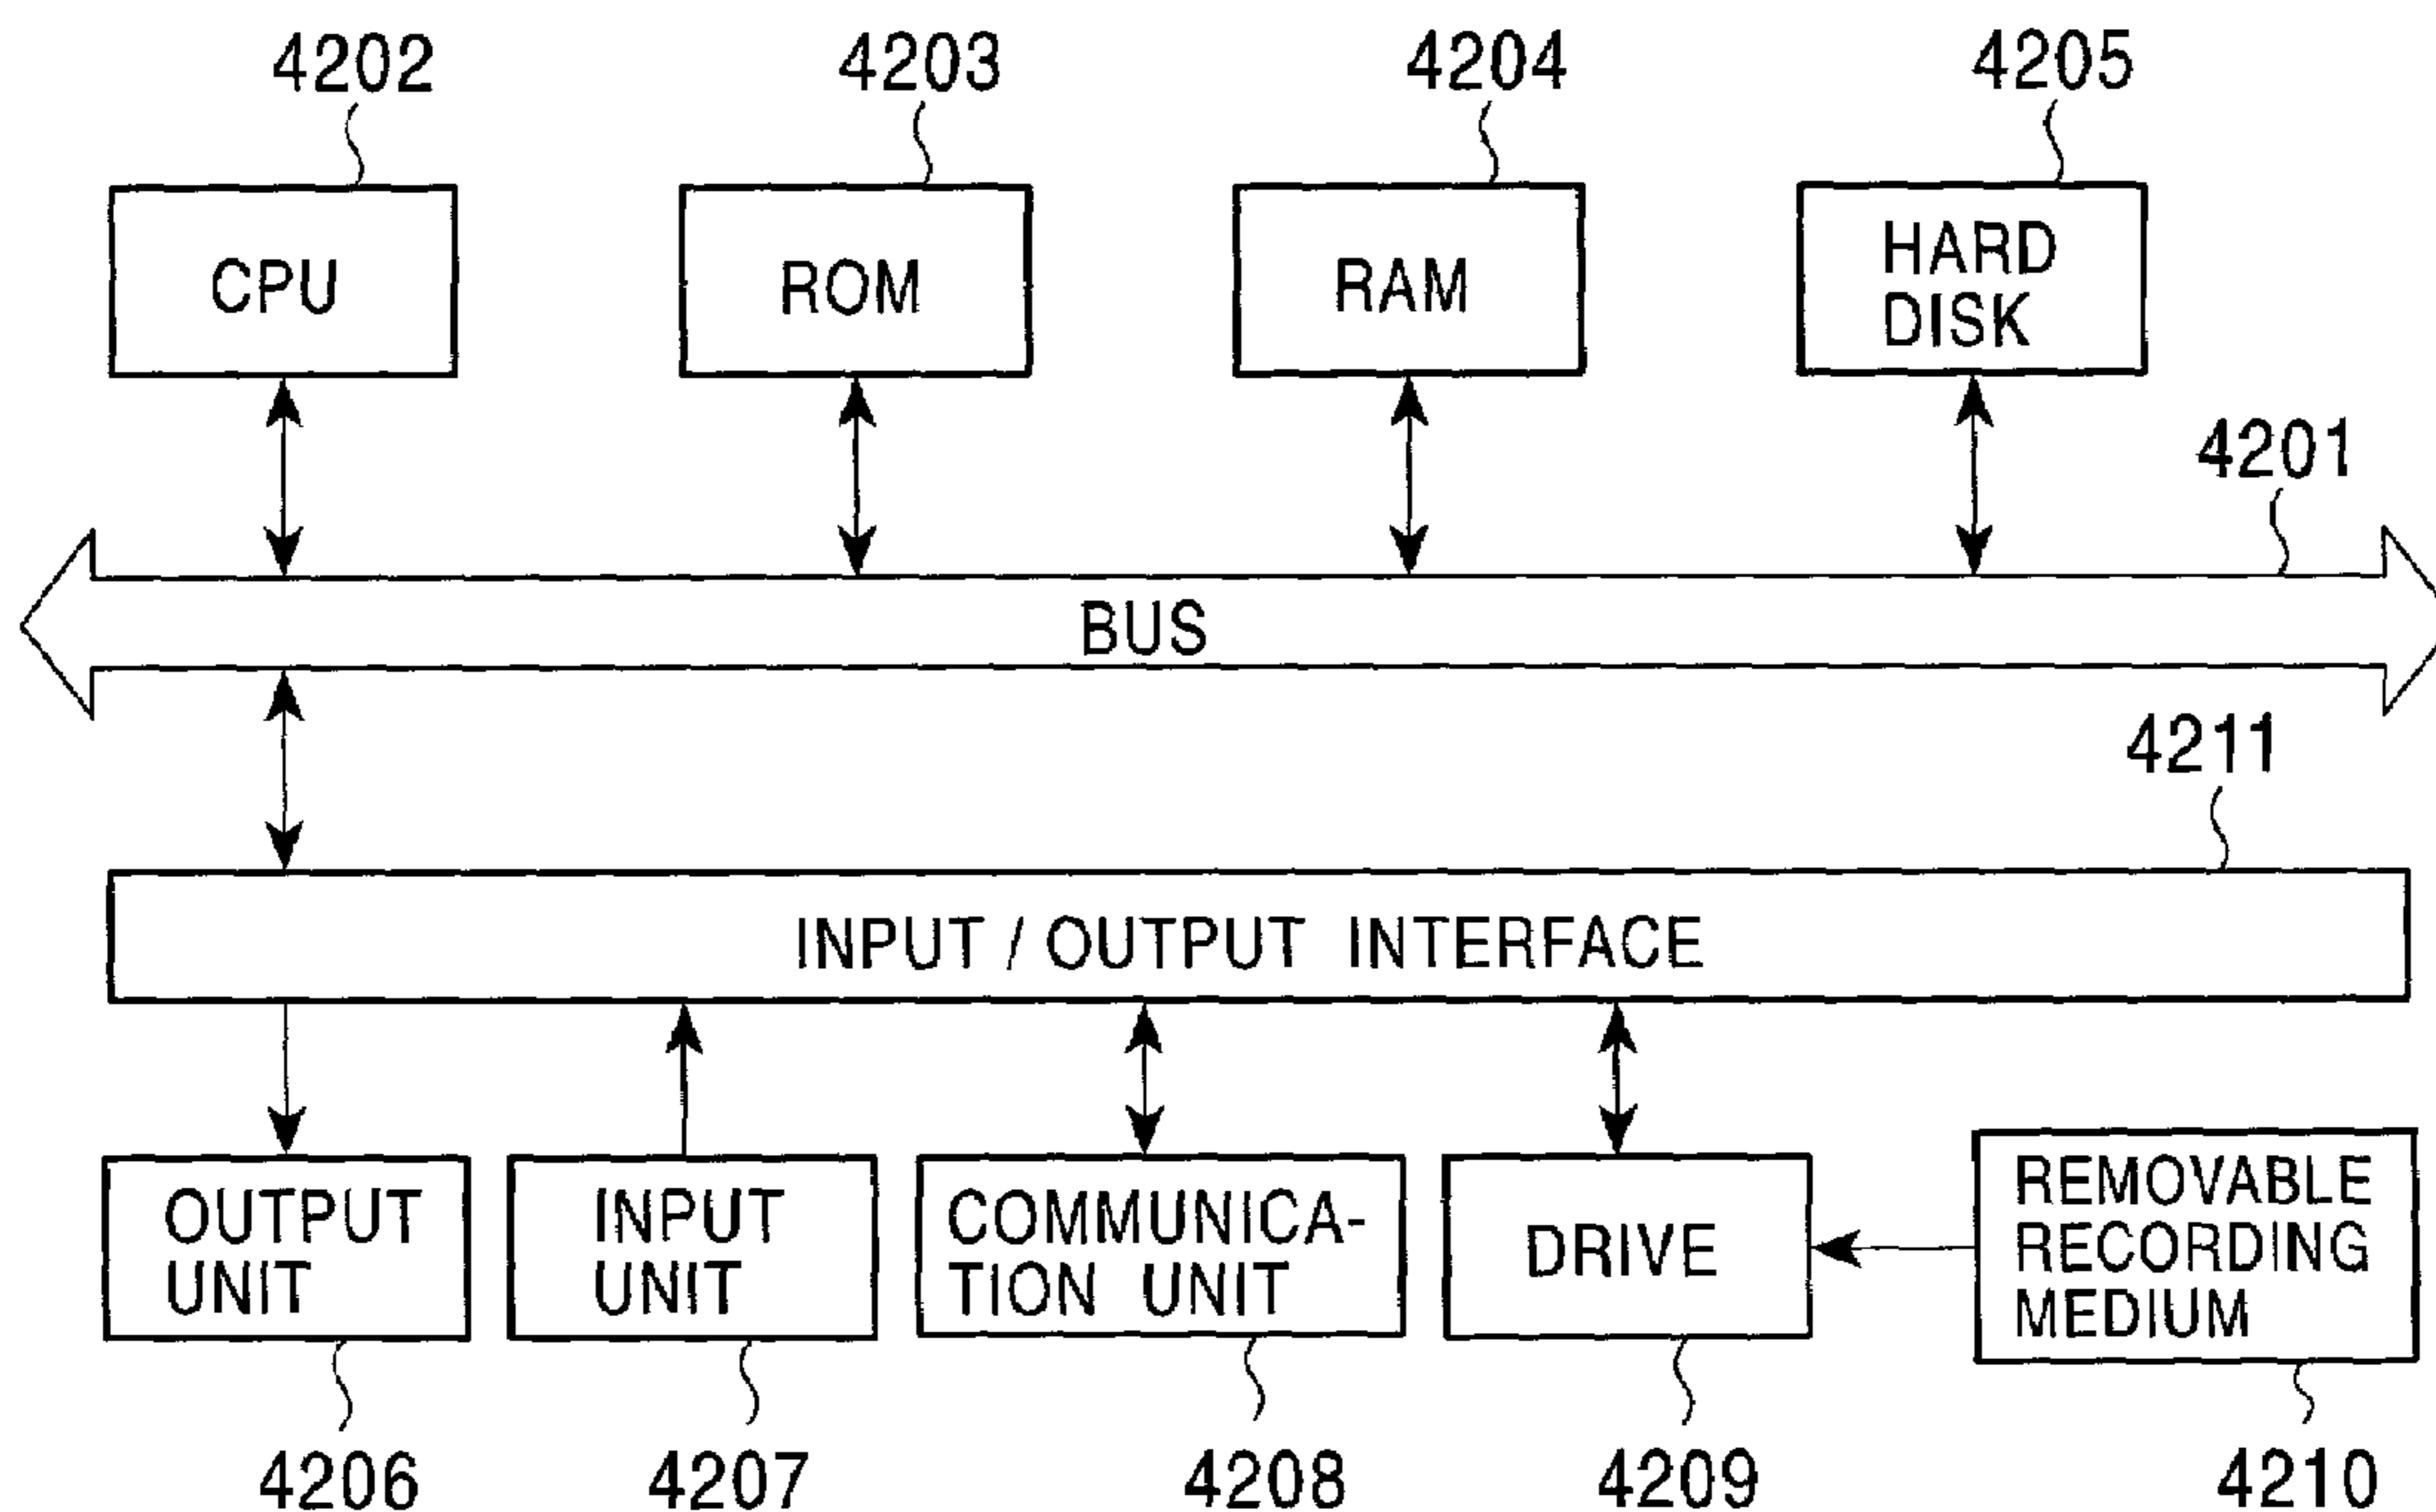 4202
4203
4204
4205
CPU
ROM
RAM
HARD
DISK
4201
BUS
4211
INPUT / OUTPUT INTERFACE
OUTPUT
UNIT
INPUT
UNIT
COMMUNICA-
TION UNIT
DRIVE
REMOVABLE
RECORDING
MEDIUM
4206
4207
4208
4209
4210